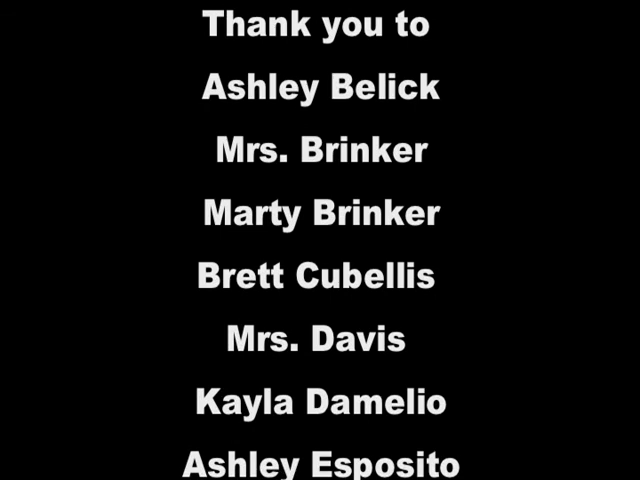 Thank you to
Ashley Belick
Mrs. Brinker
Marty Brinker
Brett Cubellis
Mrs. Davis
Kayla Damelio
Ashley Esposito